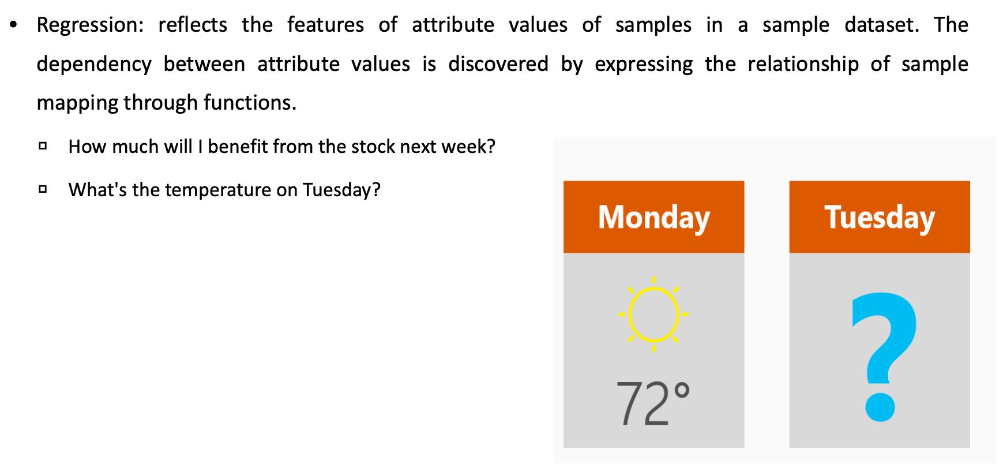 • Regression: reflects the features of attribute values of samples in a sample dataset. The
dependency between attribute values is discovered by expressing the relationship of sample
mapping through functions.
▫ How much will I benefit from the stock next week?
▫ What's the temperature on Tuesday?
Monday
72°
Tuesday
?